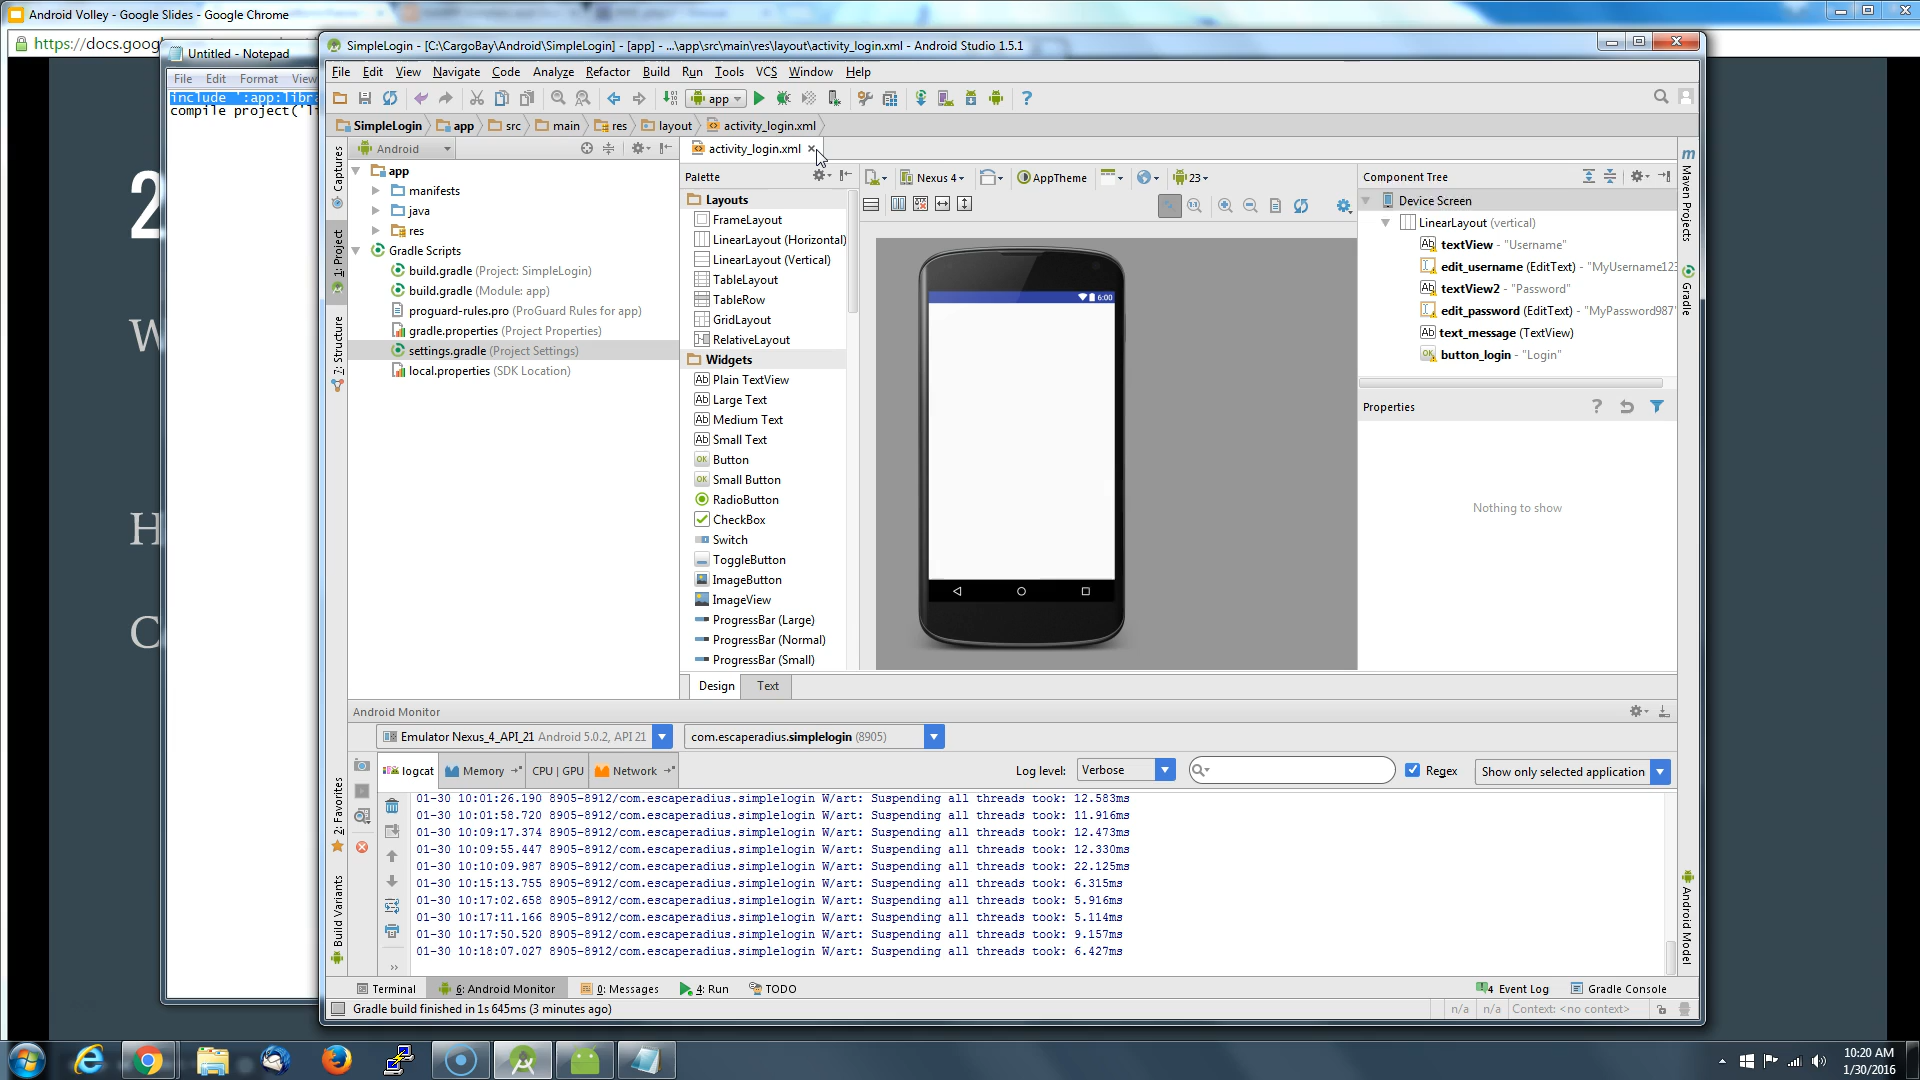 Android Volley - Google Slides - Google Chrome
https://docs.goog
Untitled - Notepad
File Edit Format View
include ':app:libra
compile project('l
2
W
H
C
SimpleLogin - [C:\CargoBay\Android\SimpleLogin] - [app] - ...\app\src\main\res\layout\activity_login.xml - Android Studio 1.5.1
File Edit View Navigate Code Analyze Refactor Build Run Tools VCS Window Help
app
SimpleLogin app src main res layout activity_login.xml
Captures
1: Project
7: Structure
2: Favorites
Build Variants
Android
app
manifests
java
res
Gradle Scripts
build.gradle (Project: SimpleLogin)
build.gradle (Module: app)
proguard-rules.pro (ProGuard Rules for app)
gradle.properties (Project Properties)
settings.gradle (Project Settings)
local.properties (SDK Location)
activity_login.xml
Palette
Layouts
FrameLayout
LinearLayout (Horizontal)
LinearLayout (Vertical)
TableLayout
TableRow
GridLayout
RelativeLayout
Widgets
Ab Plain TextView
Ab Large Text
Ab Medium Text
Ab Small Text
OK Button
OK Small Button
RadioButton
CheckBox
Switch
ToggleButton
ImageButton
ImageView
ProgressBar (Large)
ProgressBar (Normal)
ProgressBar (Small)
Nexus 4 AppTheme 23
6:00
Design Text
Component Tree
Device Screen
LinearLayout (vertical)
Ab textView - "Username"
edit_username (EditText) - "MyUsername123
Ab textView2 - "Password"
edit_password (EditText) - "MyPassword987"
Ab text_message (TextView)
OK button_login - "Login"
Properties
Nothing to show
m Maven Projects
Gradle
Android Model
Android Monitor
Emulator Nexus_4_API_21 Android 5.0.2, API 21 com.escaperadius.simplelogin (8905)
logcat Memory CPU | GPU Network Log level: Verbose Regex Show only selected application
01-30 10:01:26.190 8905-8912/com.escaperadius.simplelogin W/art: Suspending all threads took: 12.583ms
01-30 10:01:58.720 8905-8912/com.escaperadius.simplelogin W/art: Suspending all threads took: 11.916ms
01-30 10:09:17.374 8905-8912/com.escaperadius.simplelogin W/art: Suspending all threads took: 12.473ms
01-30 10:09:55.447 8905-8912/com.escaperadius.simplelogin W/art: Suspending all threads took: 12.330ms
01-30 10:10:09.987 8905-8912/com.escaperadius.simplelogin W/art: Suspending all threads took: 22.125ms
01-30 10:15:13.755 8905-8912/com.escaperadius.simplelogin W/art: Suspending all threads took: 6.315ms
01-30 10:17:02.658 8905-8912/com.escaperadius.simplelogin W/art: Suspending all threads took: 5.916ms
01-30 10:17:11.166 8905-8912/com.escaperadius.simplelogin W/art: Suspending all threads took: 5.114ms
01-30 10:17:50.520 8905-8912/com.escaperadius.simplelogin W/art: Suspending all threads took: 9.157ms
01-30 10:18:07.027 8905-8912/com.escaperadius.simplelogin W/art: Suspending all threads took: 6.427ms
Terminal 6: Android Monitor 0: Messages 4: Run TODO 4 Event Log Gradle Console
Gradle build finished in 1s 645ms (3 minutes ago) n/a n/a Context: <no context>
10:20 AM
1/30/2016